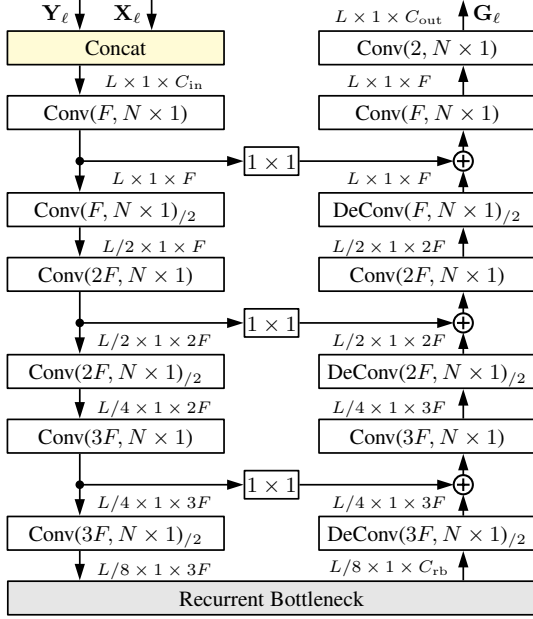 Y_ℓ X_ℓ
Concat
L × 1 × C_in
Conv(F, N × 1)
L × 1 × F
Conv(F, N × 1)_/2
L/2 × 1 × F
Conv(2F, N × 1)
L/2 × 1 × 2F
Conv(2F, N × 1)_/2
L/4 × 1 × 2F
Conv(3F, N × 1)
L/4 × 1 × 3F
Conv(3F, N × 1)_/2
L/8 × 1 × 3F
1 × 1
1 × 1
1 × 1
L × 1 × C_out G_ℓ
Conv(2, N × 1)
L × 1 × F
Conv(F, N × 1)
L × 1 × F
DeConv(F, N × 1)_/2
L/2 × 1 × 2F
Conv(2F, N × 1)
L/2 × 1 × 2F
DeConv(2F, N × 1)_/2
L/4 × 1 × 3F
Conv(3F, N × 1)
L/4 × 1 × 3F
DeConv(3F, N × 1)_/2
L/8 × 1 × C_rb
Recurrent Bottleneck